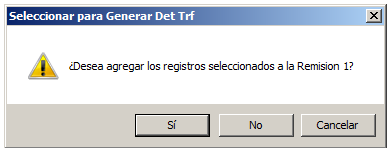 Seleccionar para Generar Det Trf
¿Desea agregar los registros seleccionados a la Remision 1?
Sí
No
Cancelar